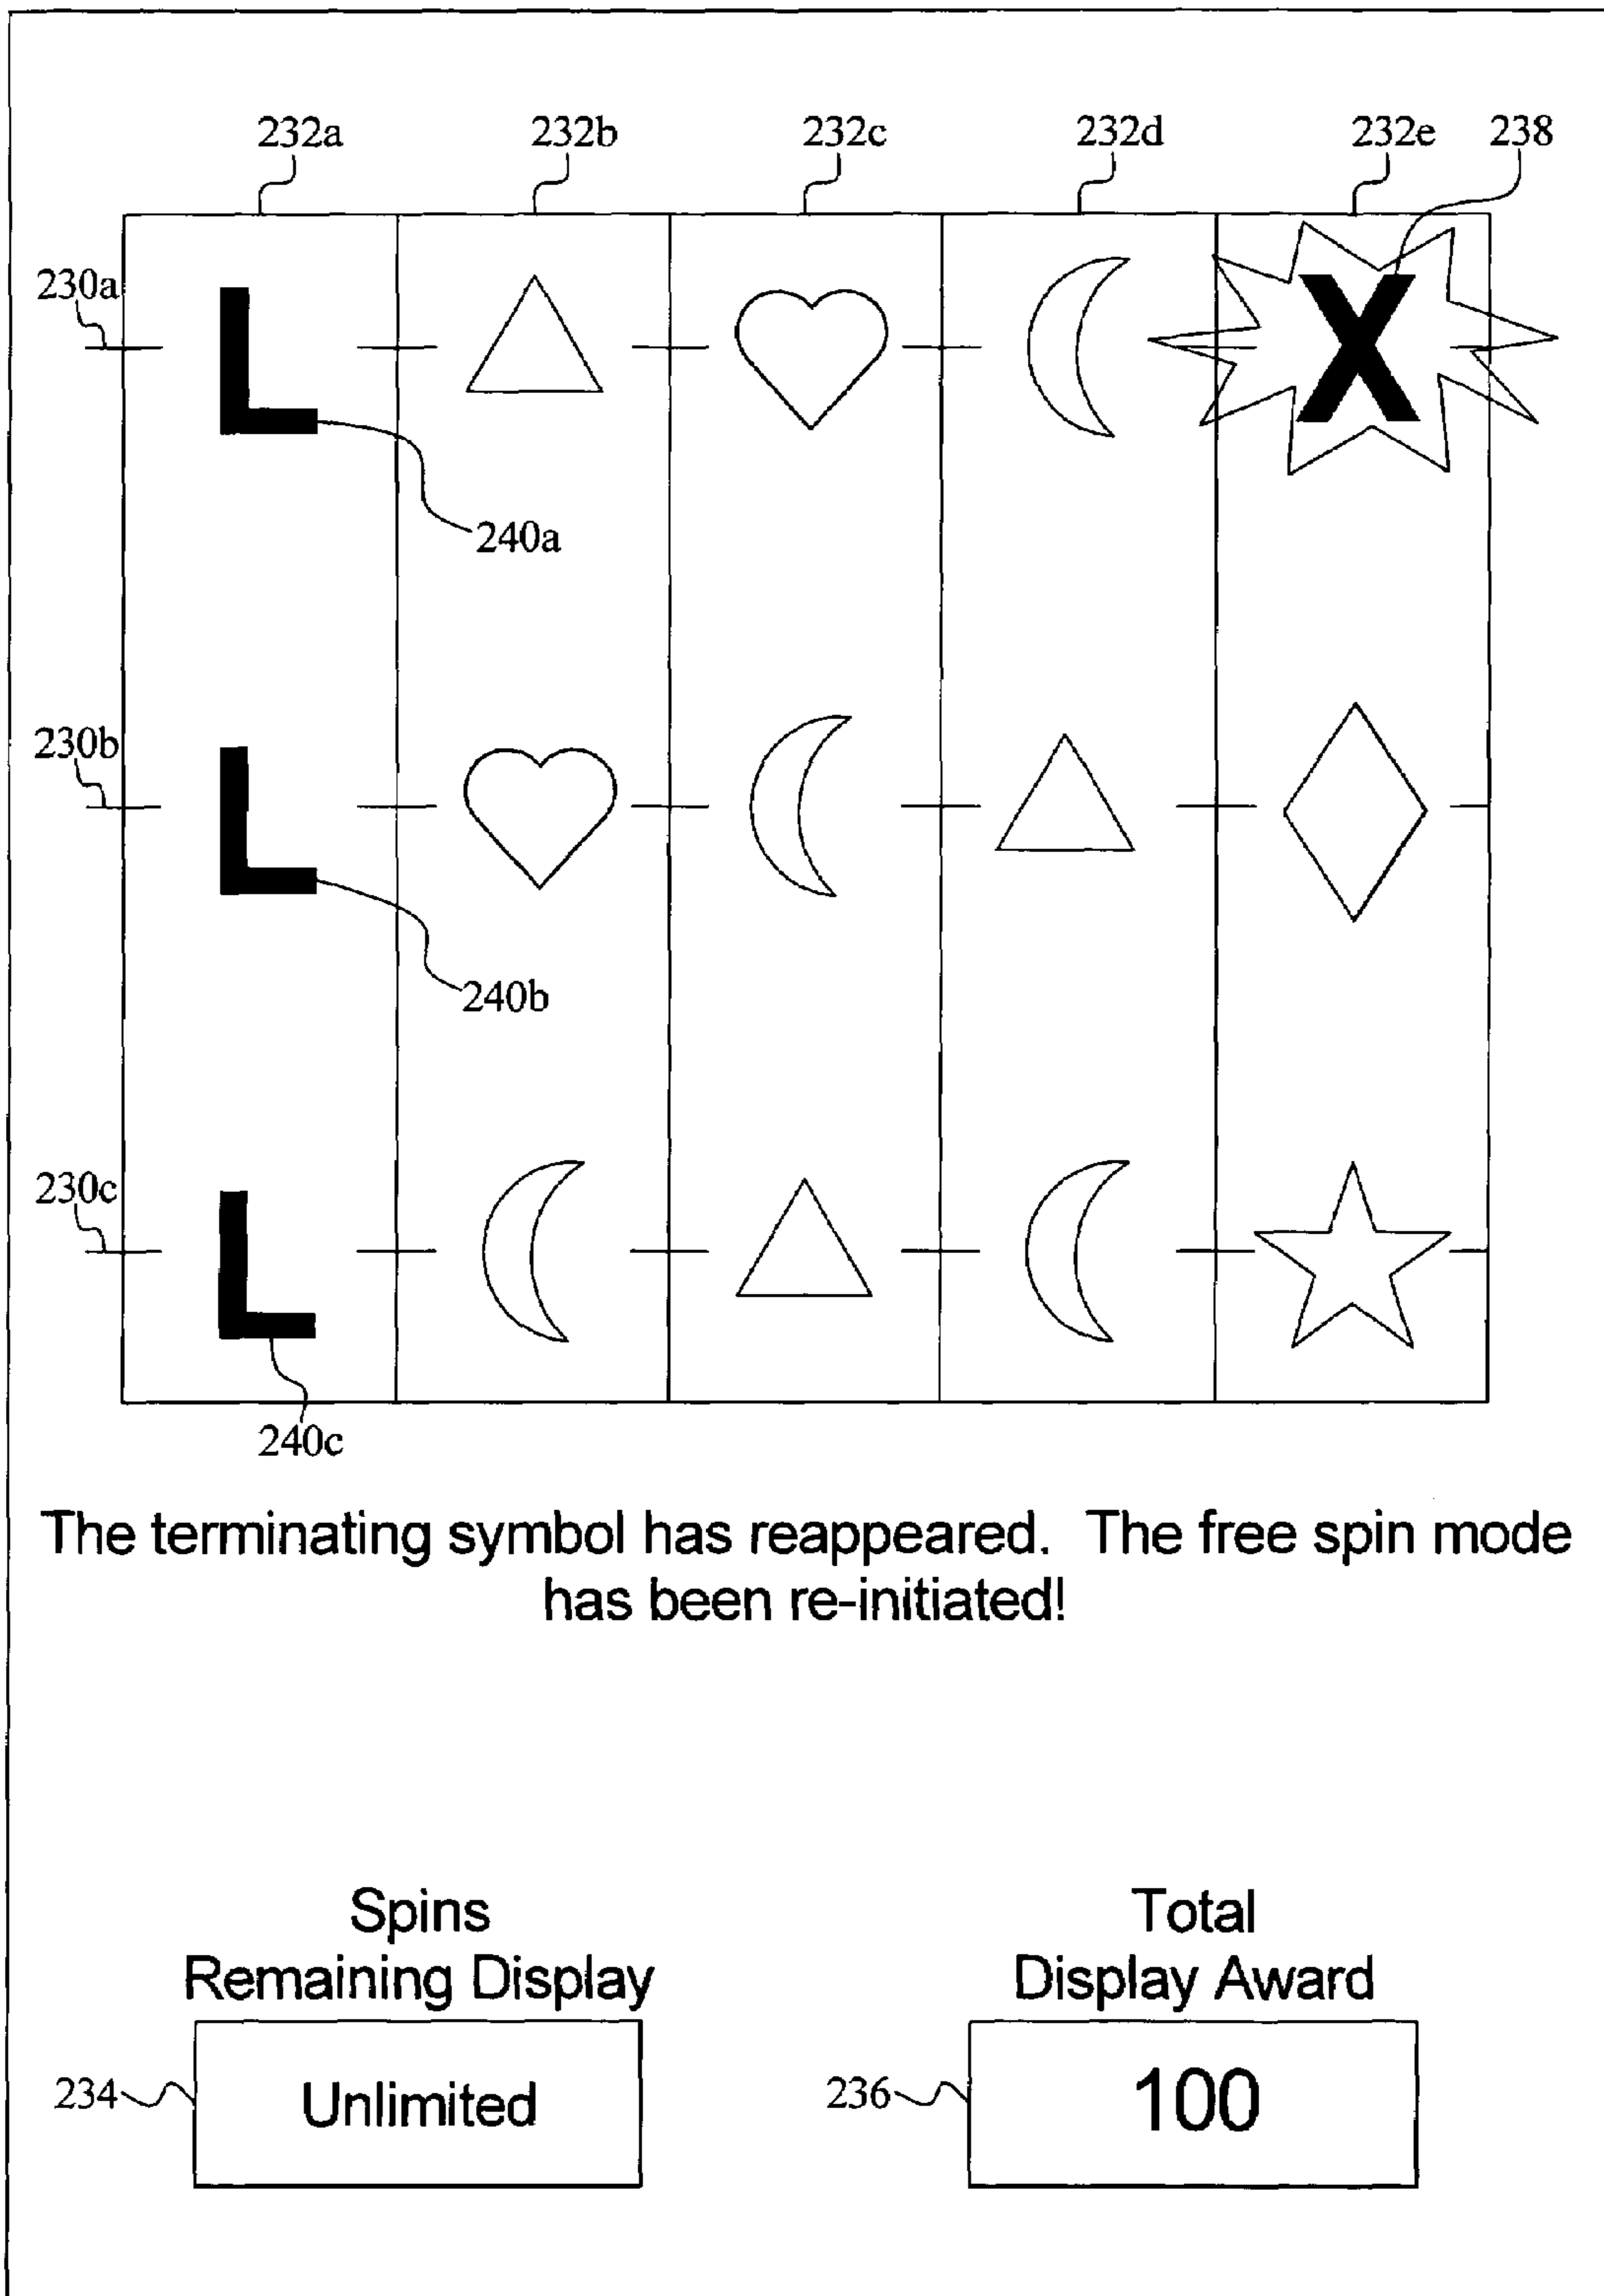 232a 232b 232c 232d 232e 238
230a
L X
240a
230b
L
240b
230c
L
240c
The terminating symbol has reappeared. The free spin mode
has been re-initiated!
Spins
Remaining Display
Total
Display Award
234 Unlimited
236 100